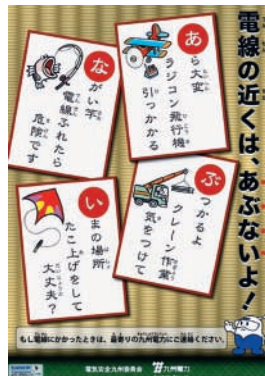 電線の近くは、あぶないよ！
あ
ら大変
ラジコン飛行機
引っかかる
な
がい竿
電線ふれたら
危険です
ぶ
つかるよ
クレーン作業
気をつけて
い
まの場所
たこ上げをして
大丈夫？
もし電線にかかったときは、最寄りの九州電力にご連絡ください。
電気安全九州委員会
九州電力